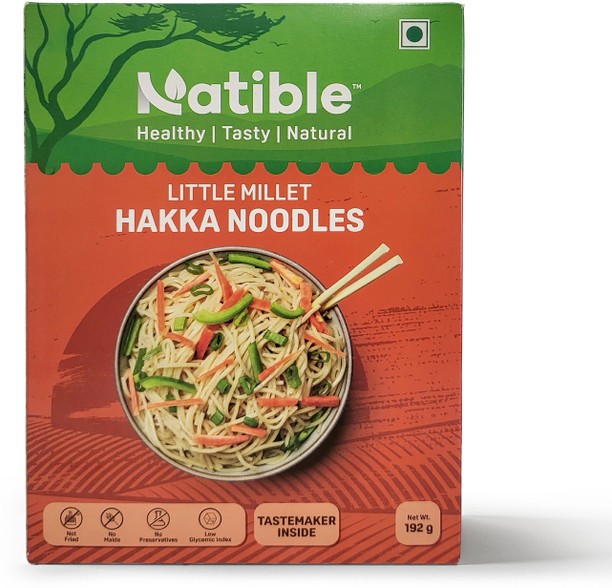 Natible™
Healthy | Tasty | Natural
LITTLE MILLET
HAKKA NOODLES
Not
Fried
No
Maida
No
Preservatives
Low
Glycemic Index
TASTEMAKER
INSIDE
Net Wt.
192 g